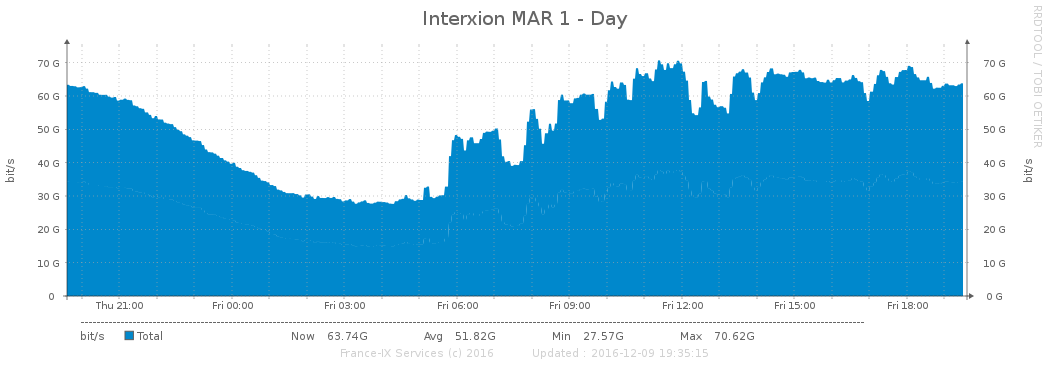 Interxion MAR 1 - Day
RRDTOOL / TOBI OETIKER
bit/s
70 G 70 G
60 G 60 G
50 G 50 G
40 G 40 G
30 G 30 G
20 G 20 G
10 G 10 G
0 0 G
bit/s
Thu 21:00 Fri 00:00 Fri 03:00 Fri 06:00 Fri 09:00 Fri 12:00 Fri 15:00 Fri 18:00
bit/s Total Now 63.74G Avg 51.82G Min 27.57G Max 70.62G
France-IX Services (c) 2016 Updated : 2016-12-09 19:35:15